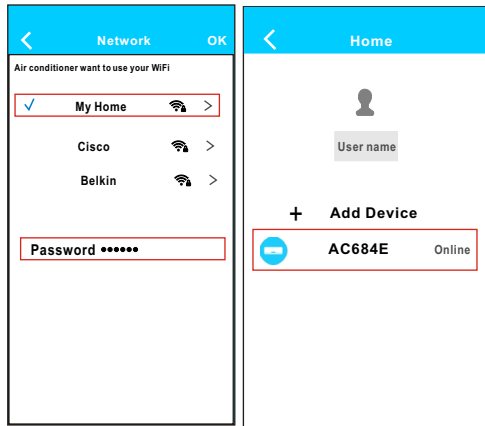 Network OK
Air conditioner want to use your WiFi
✓ My Home >
Cisco >
Belkin >
Password ••••••
Home
User name
+ Add Device
AC684E Online